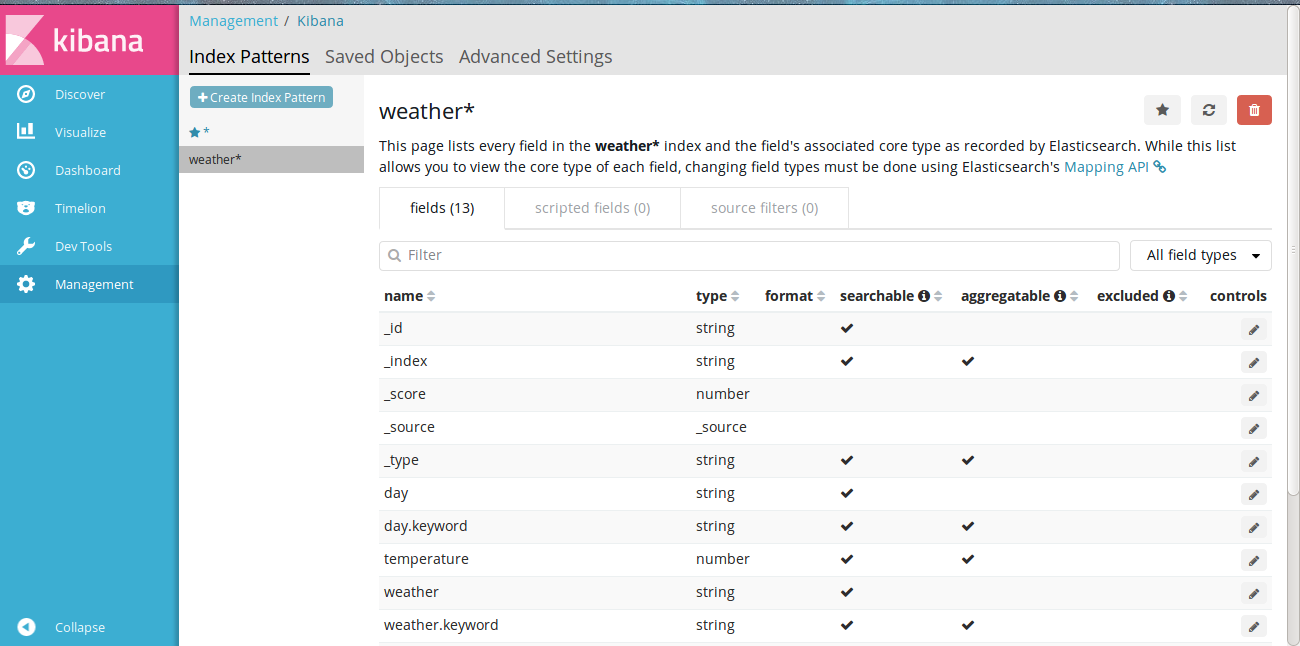 kibana
Discover
Visualize
Dashboard
Timelion
Dev Tools
Management
Collapse
Management / Kibana
Index Patterns Saved Objects Advanced Settings
Create Index Pattern
*
weather*
weather*
This page lists every field in the weather* index and the field's associated core type as recorded by Elasticsearch. While this list
allows you to view the core type of each field, changing field types must be done using Elasticsearch's Mapping API
fields (13) scripted fields (0) source filters (0)
Filter All field types
name type format searchable aggregatable excluded controls
_id string
_index string
_score number
_source _source
_type string
day string
day.keyword string
temperature number
weather string
weather.keyword string